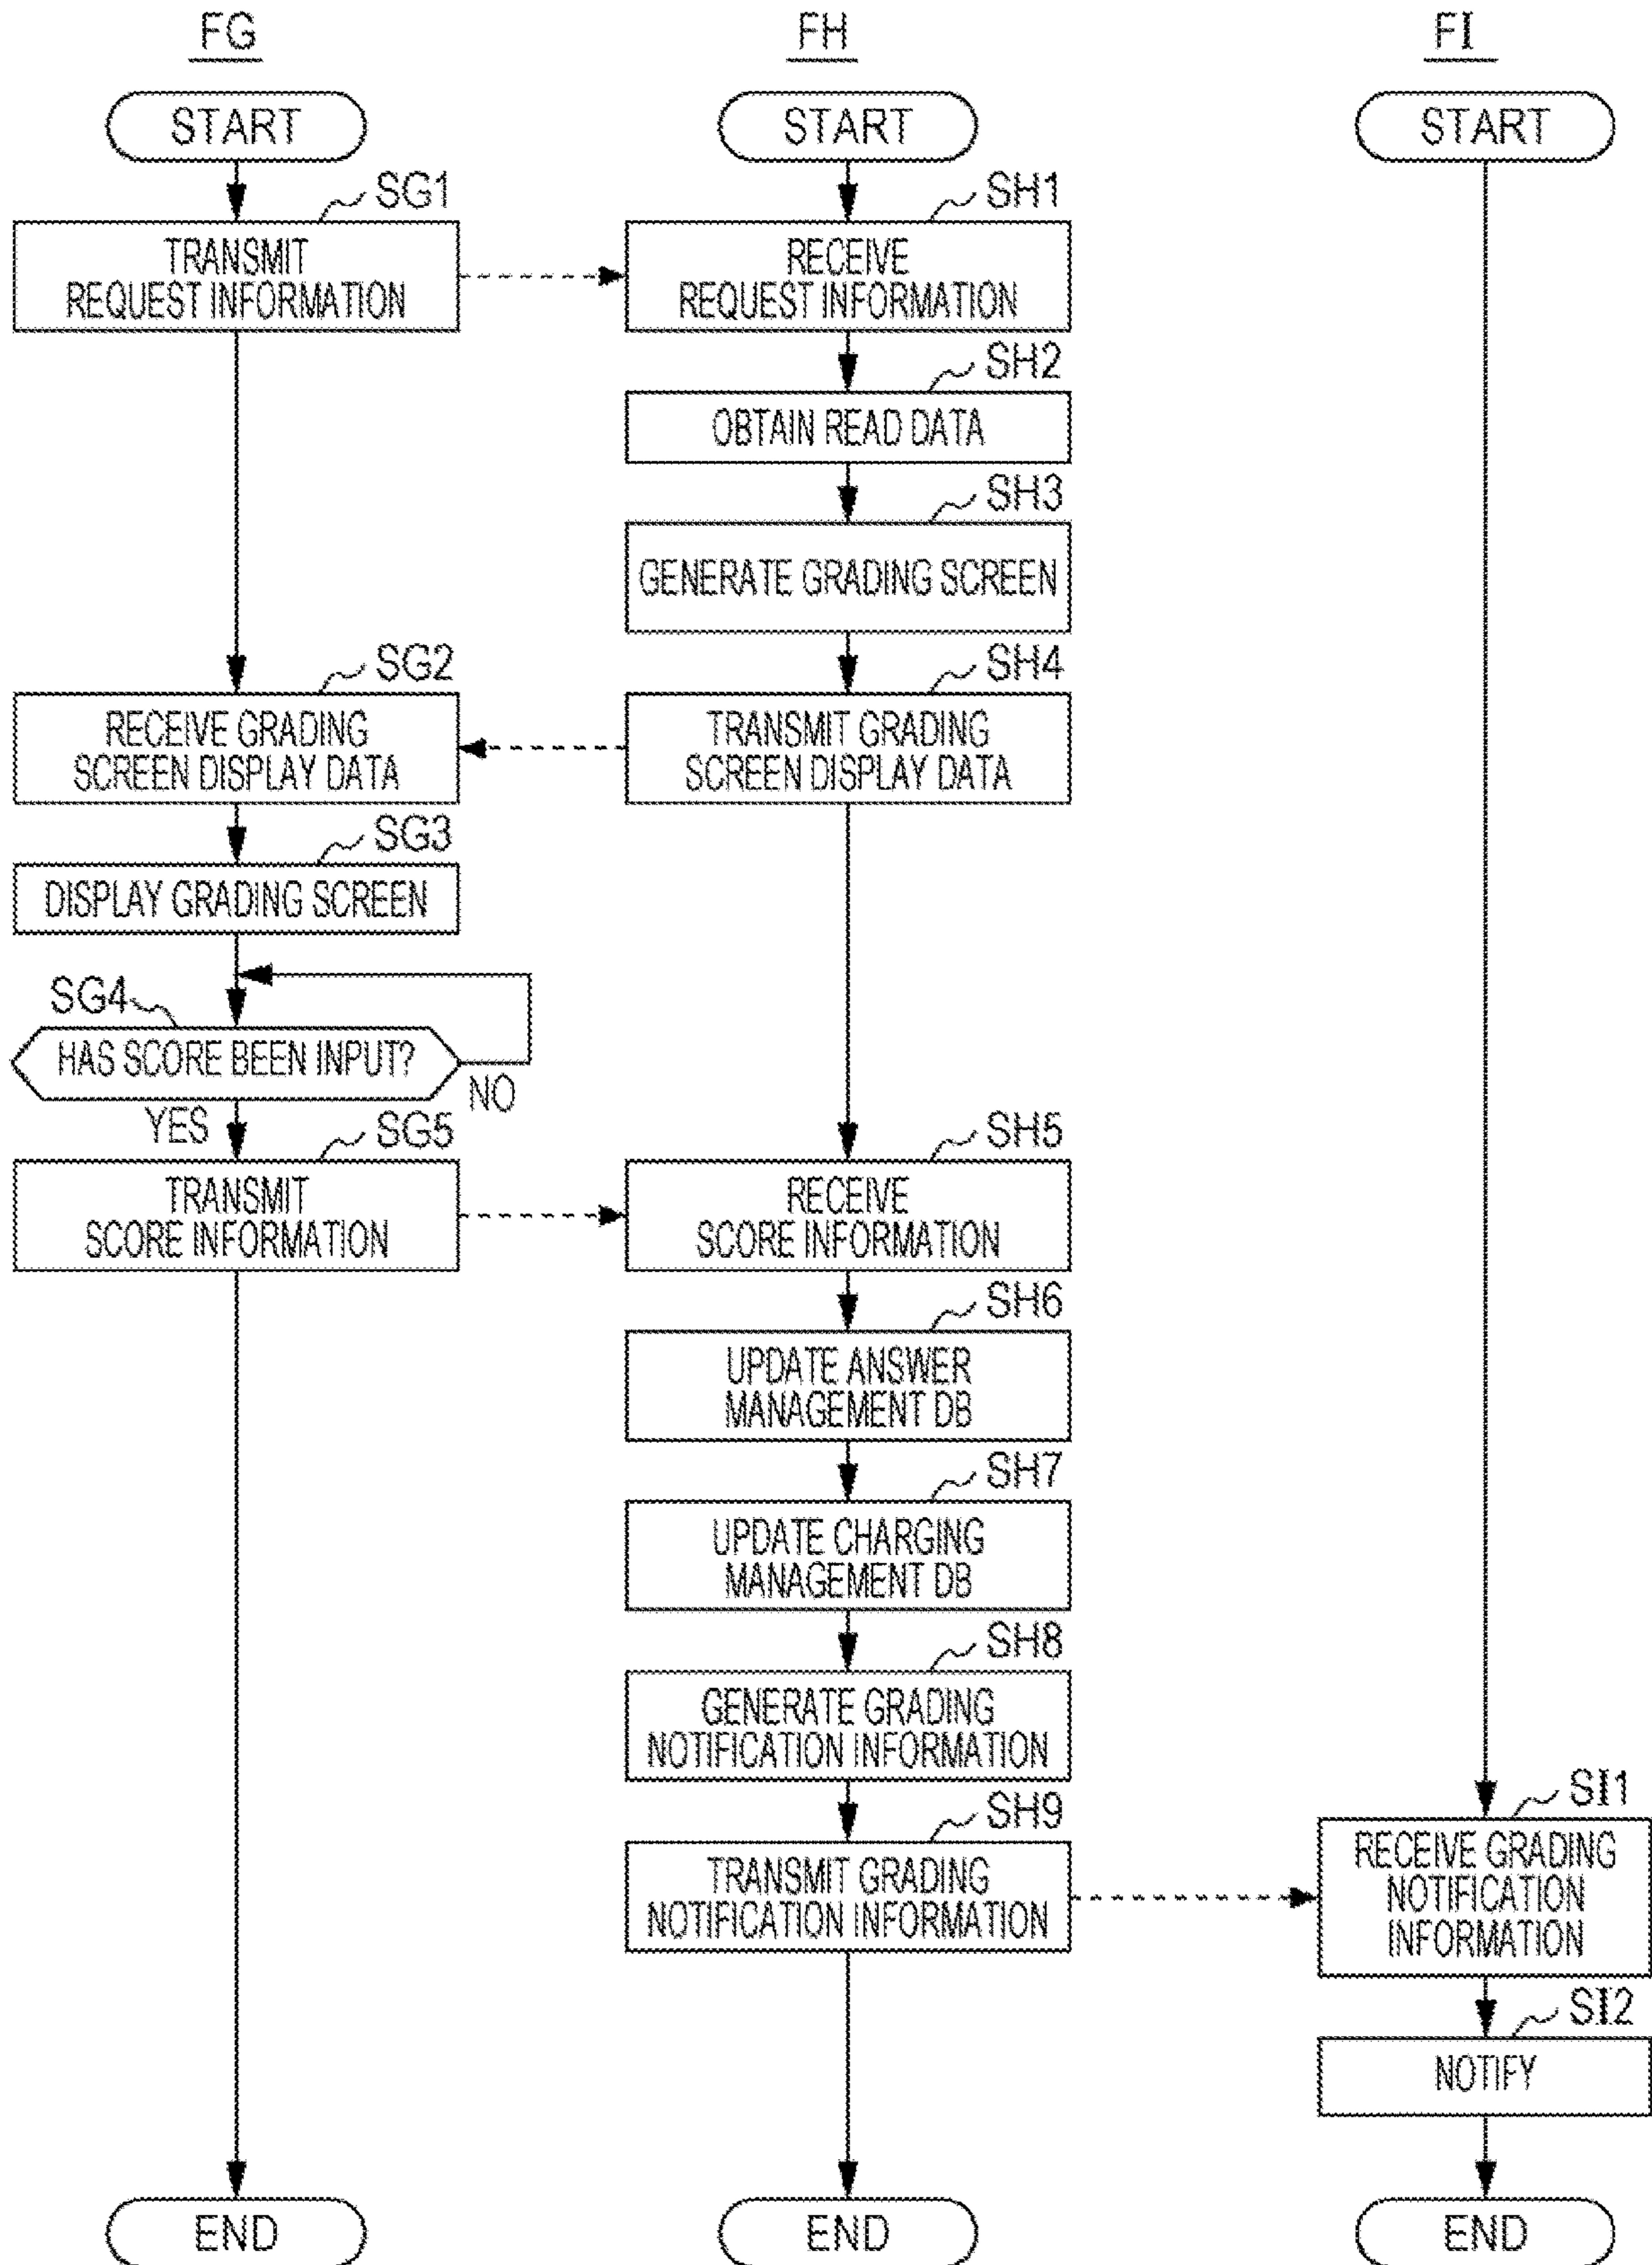 FG
FH
FI
START
START
START
SG1
SH1
TRANSMIT
REQUEST INFORMATION
RECEIVE
REQUEST INFORMATION
SH2
OBTAIN READ DATA
SH3
GENERATE GRADING SCREEN
SG2
SH4
RECEIVE GRADING
SCREEN DISPLAY DATA
TRANSMIT GRADING
SCREEN DISPLAY DATA
SG3
DISPLAY GRADING SCREEN
SG4
HAS SCORE BEEN INPUT?
NO
YES
SG5
SH5
TRANSMIT
SCORE INFORMATION
RECEIVE
SCORE INFORMATION
SH6
UPDATE ANSWER
MANAGEMENT DB
SH7
UPDATE CHARGING
MANAGEMENT DB
SH8
GENERATE GRADING
NOTIFICATION INFORMATION
SH9
SI1
TRANSMIT GRADING
NOTIFICATION INFORMATION
RECEIVE GRADING
NOTIFICATION
INFORMATION
SI2
NOTIFY
END
END
END